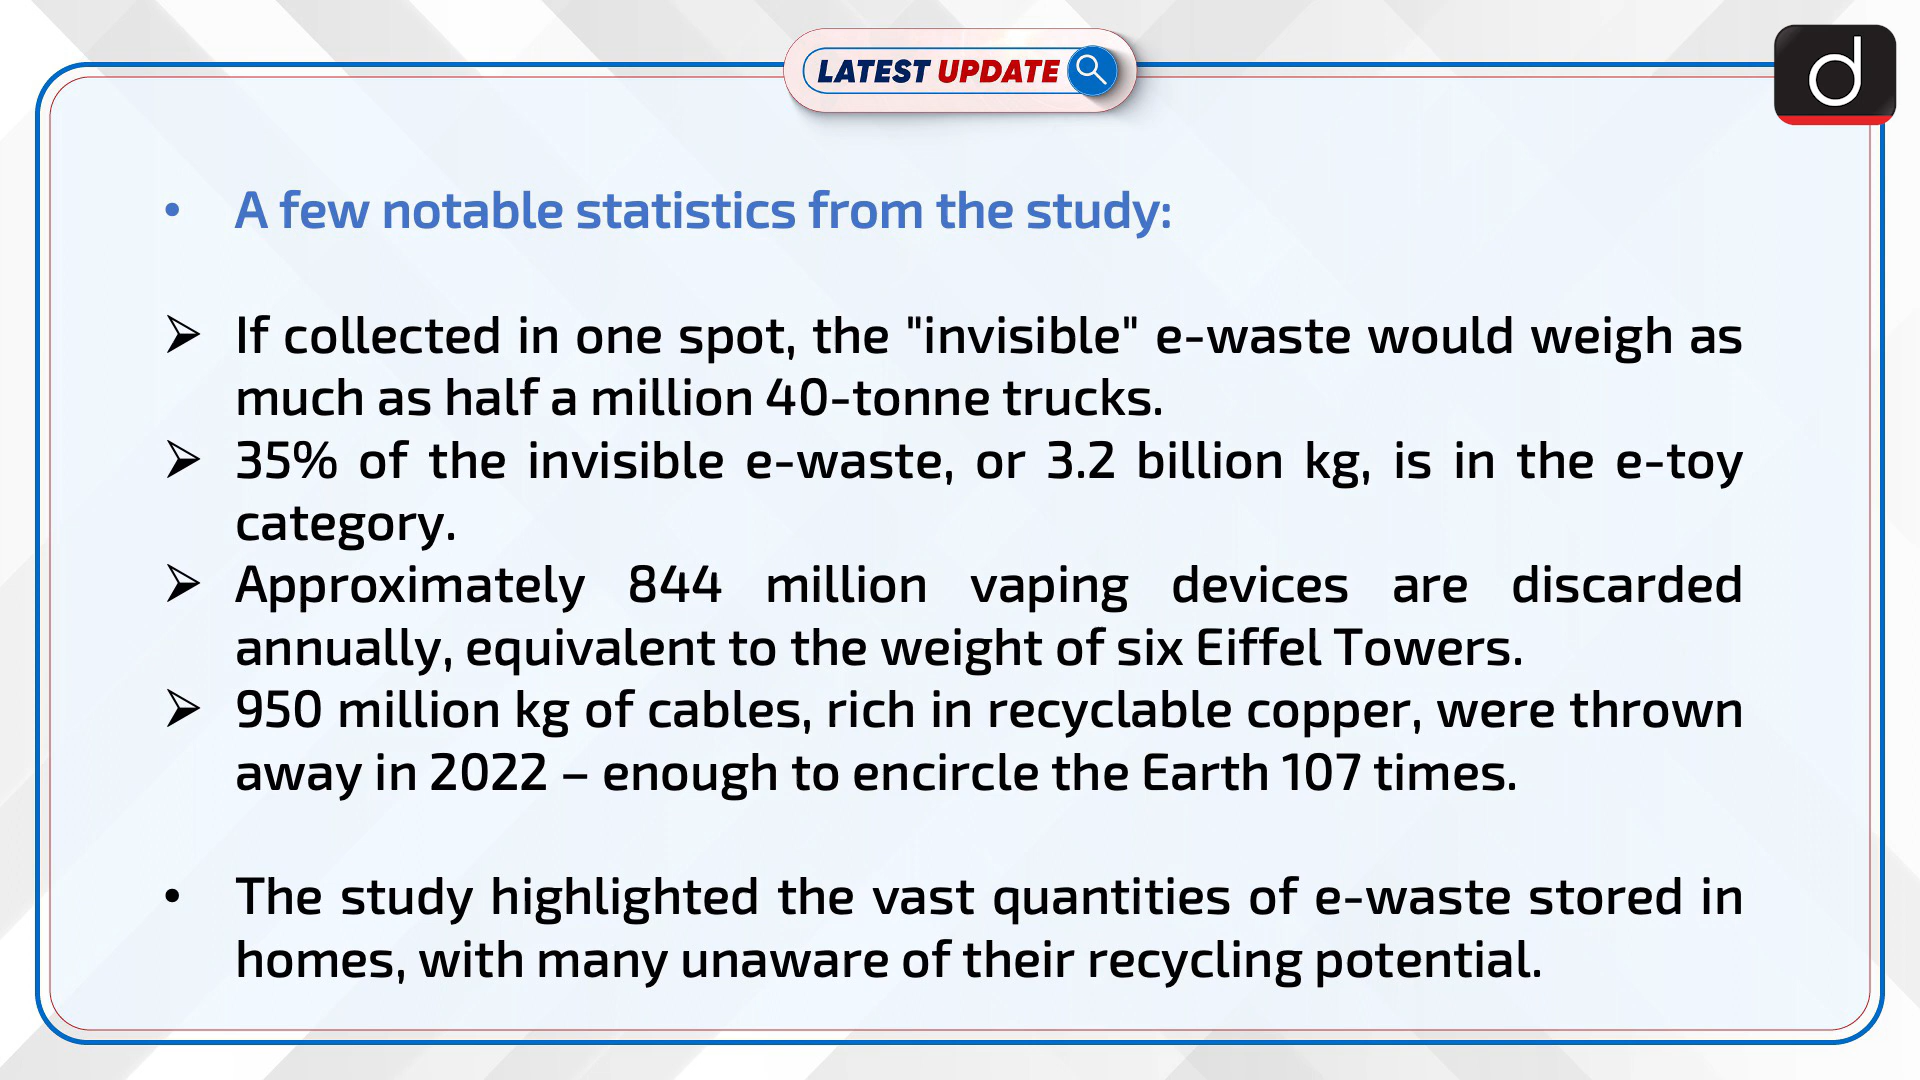 LATEST UPDATE
d
• A few notable statistics from the study:
➢ If collected in one spot, the "invisible" e-waste would weigh as
much as half a million 40-tonne trucks.
➢ 35% of the invisible e-waste, or 3.2 billion kg, is in the e-toy
category.
➢ Approximately 844 million vaping devices are discarded
annually, equivalent to the weight of six Eiffel Towers.
➢ 950 million kg of cables, rich in recyclable copper, were thrown
away in 2022 – enough to encircle the Earth 107 times.
• The study highlighted the vast quantities of e-waste stored in
homes, with many unaware of their recycling potential.